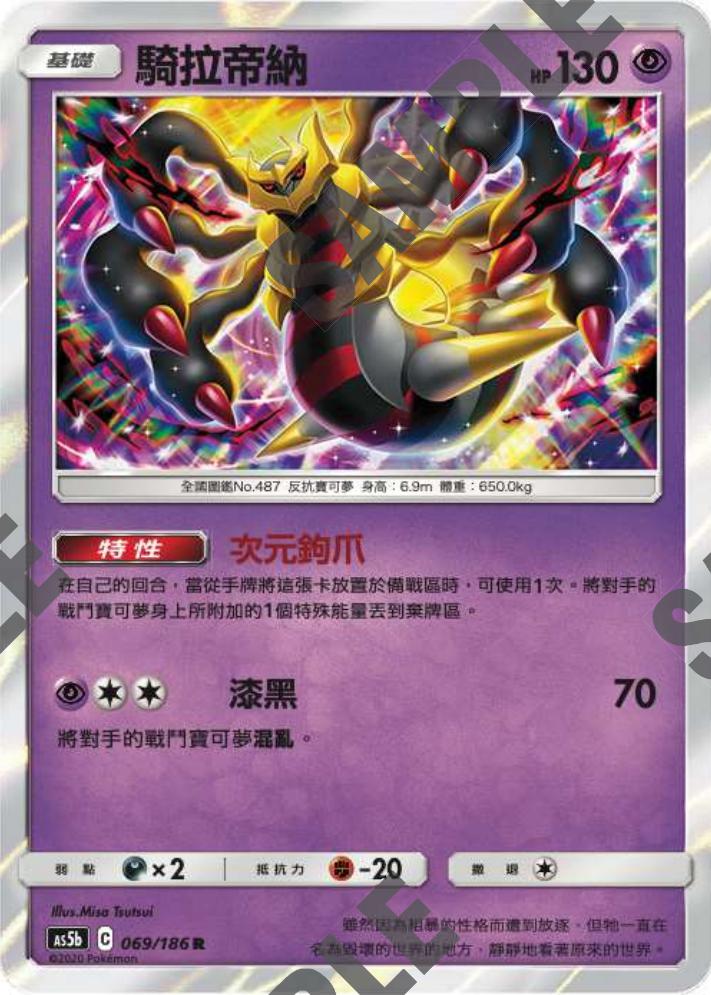 基礎 騎拉帝納 HP 130
SAMPLE
全國圖鑑No.487 反抗寶可夢 身高：6.9m 體重：650.0kg
特性 次元鉤爪
在自己的回合，當從手牌將這張卡放置於備戰區時，可使用1次。將對手的
戰鬥寶可夢身上所附加的1個特殊能量丟到棄牌區。
漆黑 70
將對手的戰鬥寶可夢混亂。
弱點 ×2 抵抗力 -20 撤退
Illus.Misa Tsutsui
AS5b C 069/186 R
©2020 Pokémon
雖然因為粗暴的性格而遭到放逐，但牠一直在
名為毀壞的世界的地方，靜靜地看著原來的世界。